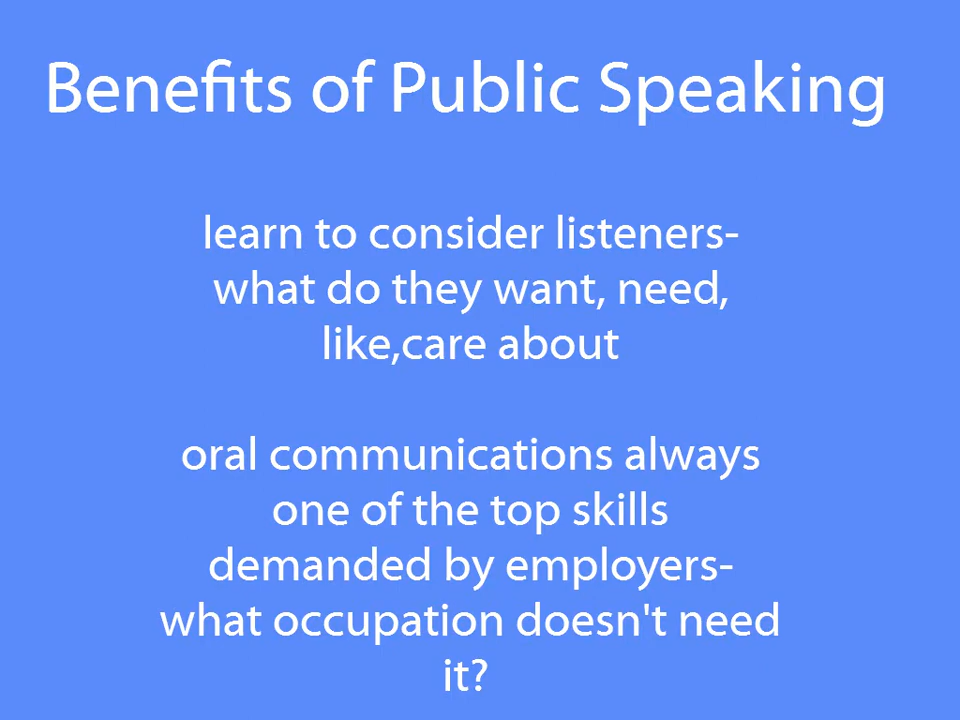 Benefits of Public Speaking
learn to consider listeners-
what do they want, need,
like,care about
oral communications always
one of the top skills
demanded by employers-
what occupation doesn't need
it?